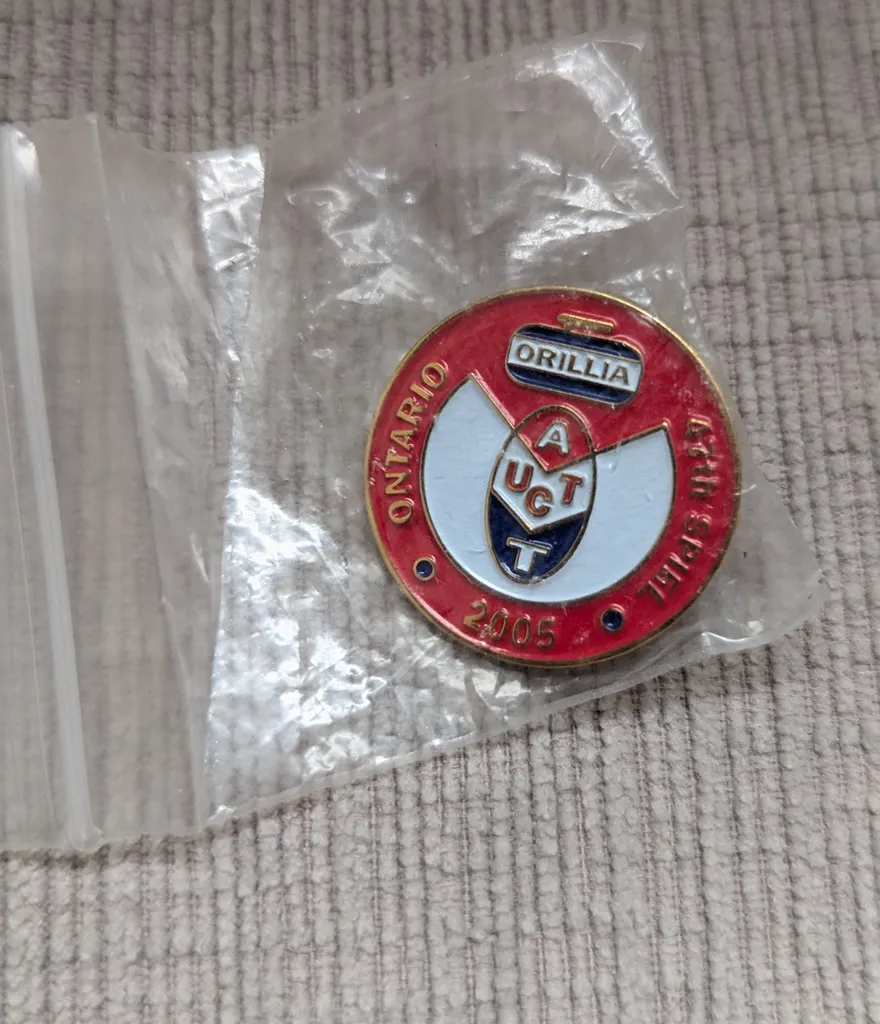 ORILLIA
ONTARIO
47th SPIEL
A
UCT
T
2005